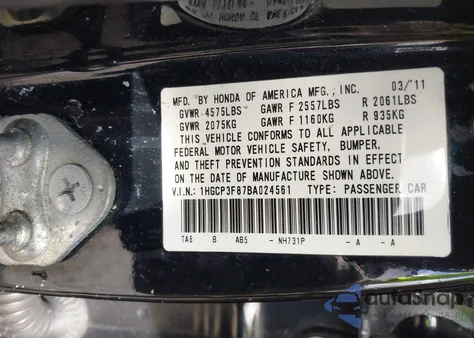 MFD. BY HONDA OF AMERICA MFG., INC. 03/'11
GVWR 4575LBS GAWR F 2557LBS R 2061LBS
GVWR 2075KG GAWR F 1160KG R 935KG
THIS VEHICLE CONFORMS TO ALL APPLICABLE
FEDERAL MOTOR VEHICLE SAFETY, BUMPER,
AND THEFT PREVENTION STANDARDS IN EFFECT
ON THE DATE OF MANUFACTURE SHOWN ABOVE.
V.I.N.: 1HGCP3F87BA024561 TYPE: PASSENGER CAR
TA6 B AB5 - NH731P - A - A
autoSnap